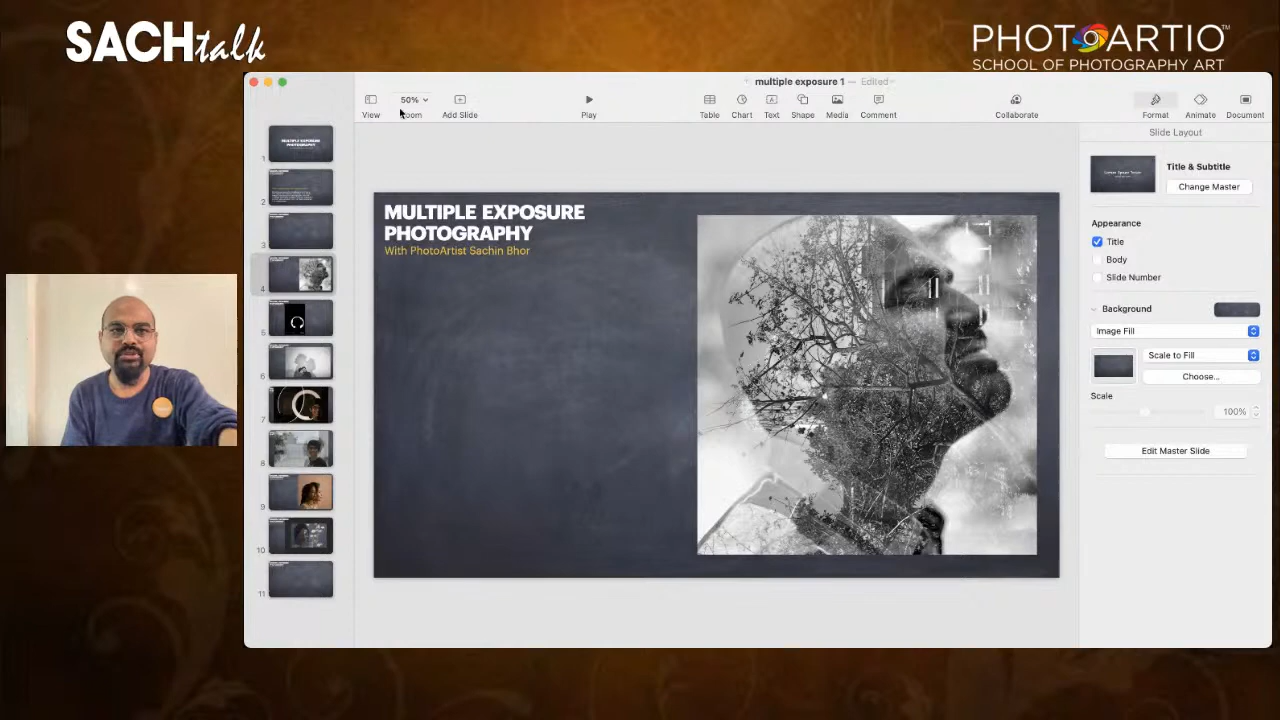 SACHtalk
PHOTOARTIO™
SCHOOL OF PHOTOGRAPHY ART
multiple exposure 1 — Edited
50%
View
Zoom
Add Slide
Play
Table
Chart
Text
Shape
Media
Comment
Collaborate
Format
Animate
Document
MULTIPLE EXPOSURE
PHOTOGRAPHY
1
2
3
4
5
6
7
8
9
10
11
MULTIPLE EXPOSURE
PHOTOGRAPHY
With PhotoArtist Sachin Bhor
Slide Layout
Title & Subtitle
Change Master
Appearance
Title
Body
Slide Number
Background
Image Fill
Scale to Fill
Choose...
Scale
100%
Edit Master Slide